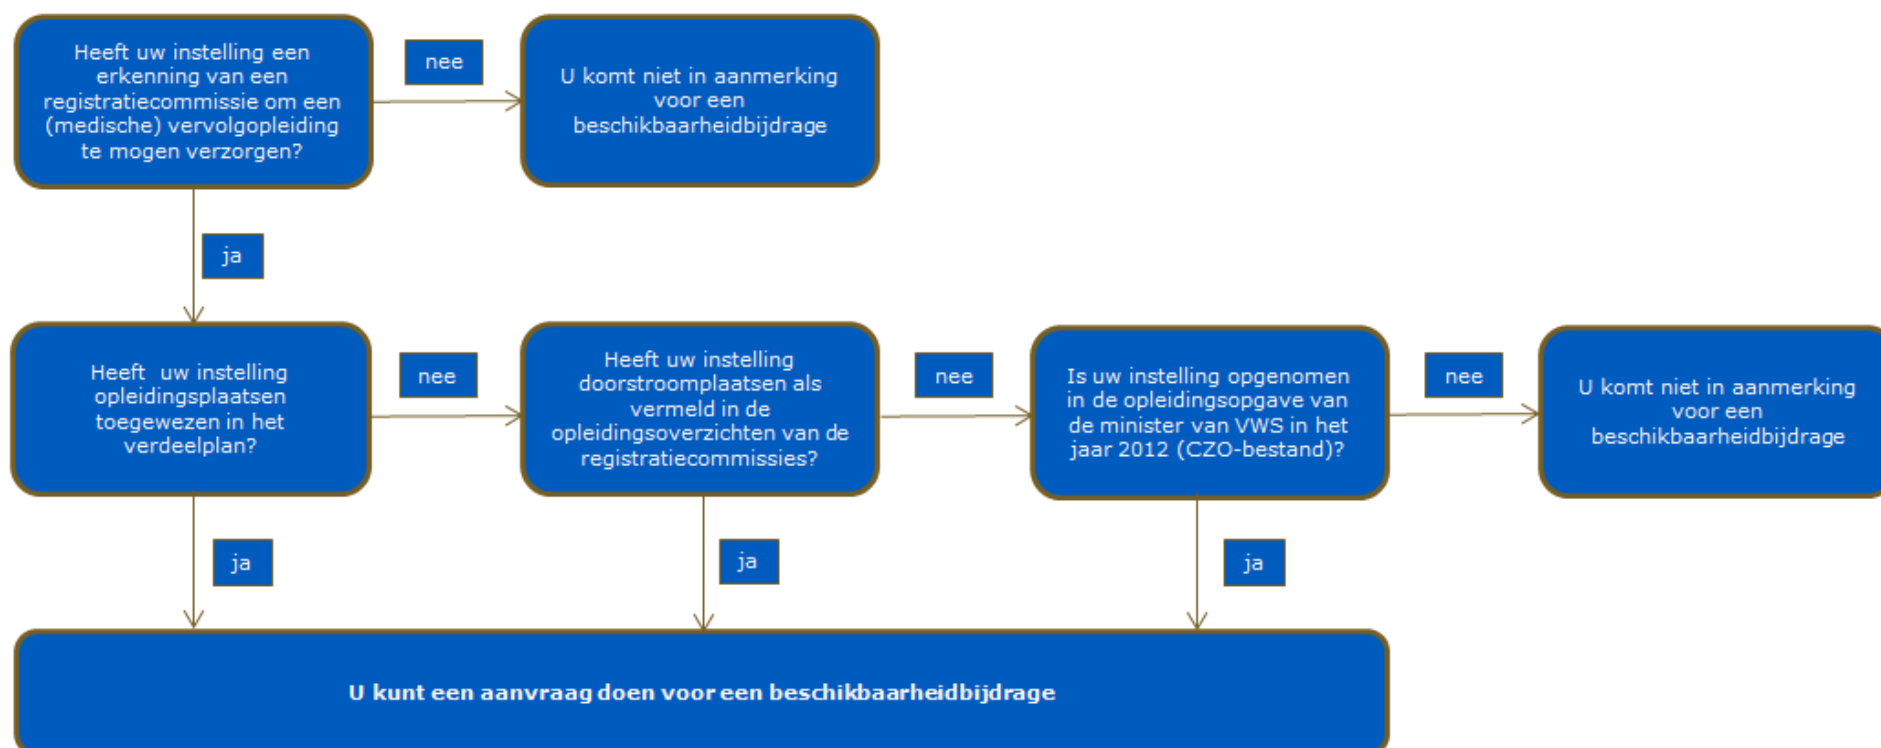 Heeft uw instelling een
erkenning van een
registratiecommissie om een
(medische) vervolgopleiding
te mogen verzorgen?
nee
U komt niet in aanmerking
voor een
beschikbaarheidbijdrage
ja
Heeft uw instelling
opleidingsplaatsen
toegewezen in het
verdeelplan?
nee
Heeft uw instelling
doorstroomplaatsen als
vermeld in de
opleidingsoverzichten van de
registratiecommissies?
nee
Is uw instelling opgenomen
in de opleidingsopgave van
de minister van VWS in het
jaar 2012 (CZO-bestand)?
nee
U komt niet in aanmerking
voor een
beschikbaarheidbijdrage
ja
ja
ja
U kunt een aanvraag doen voor een beschikbaarheidbijdrage